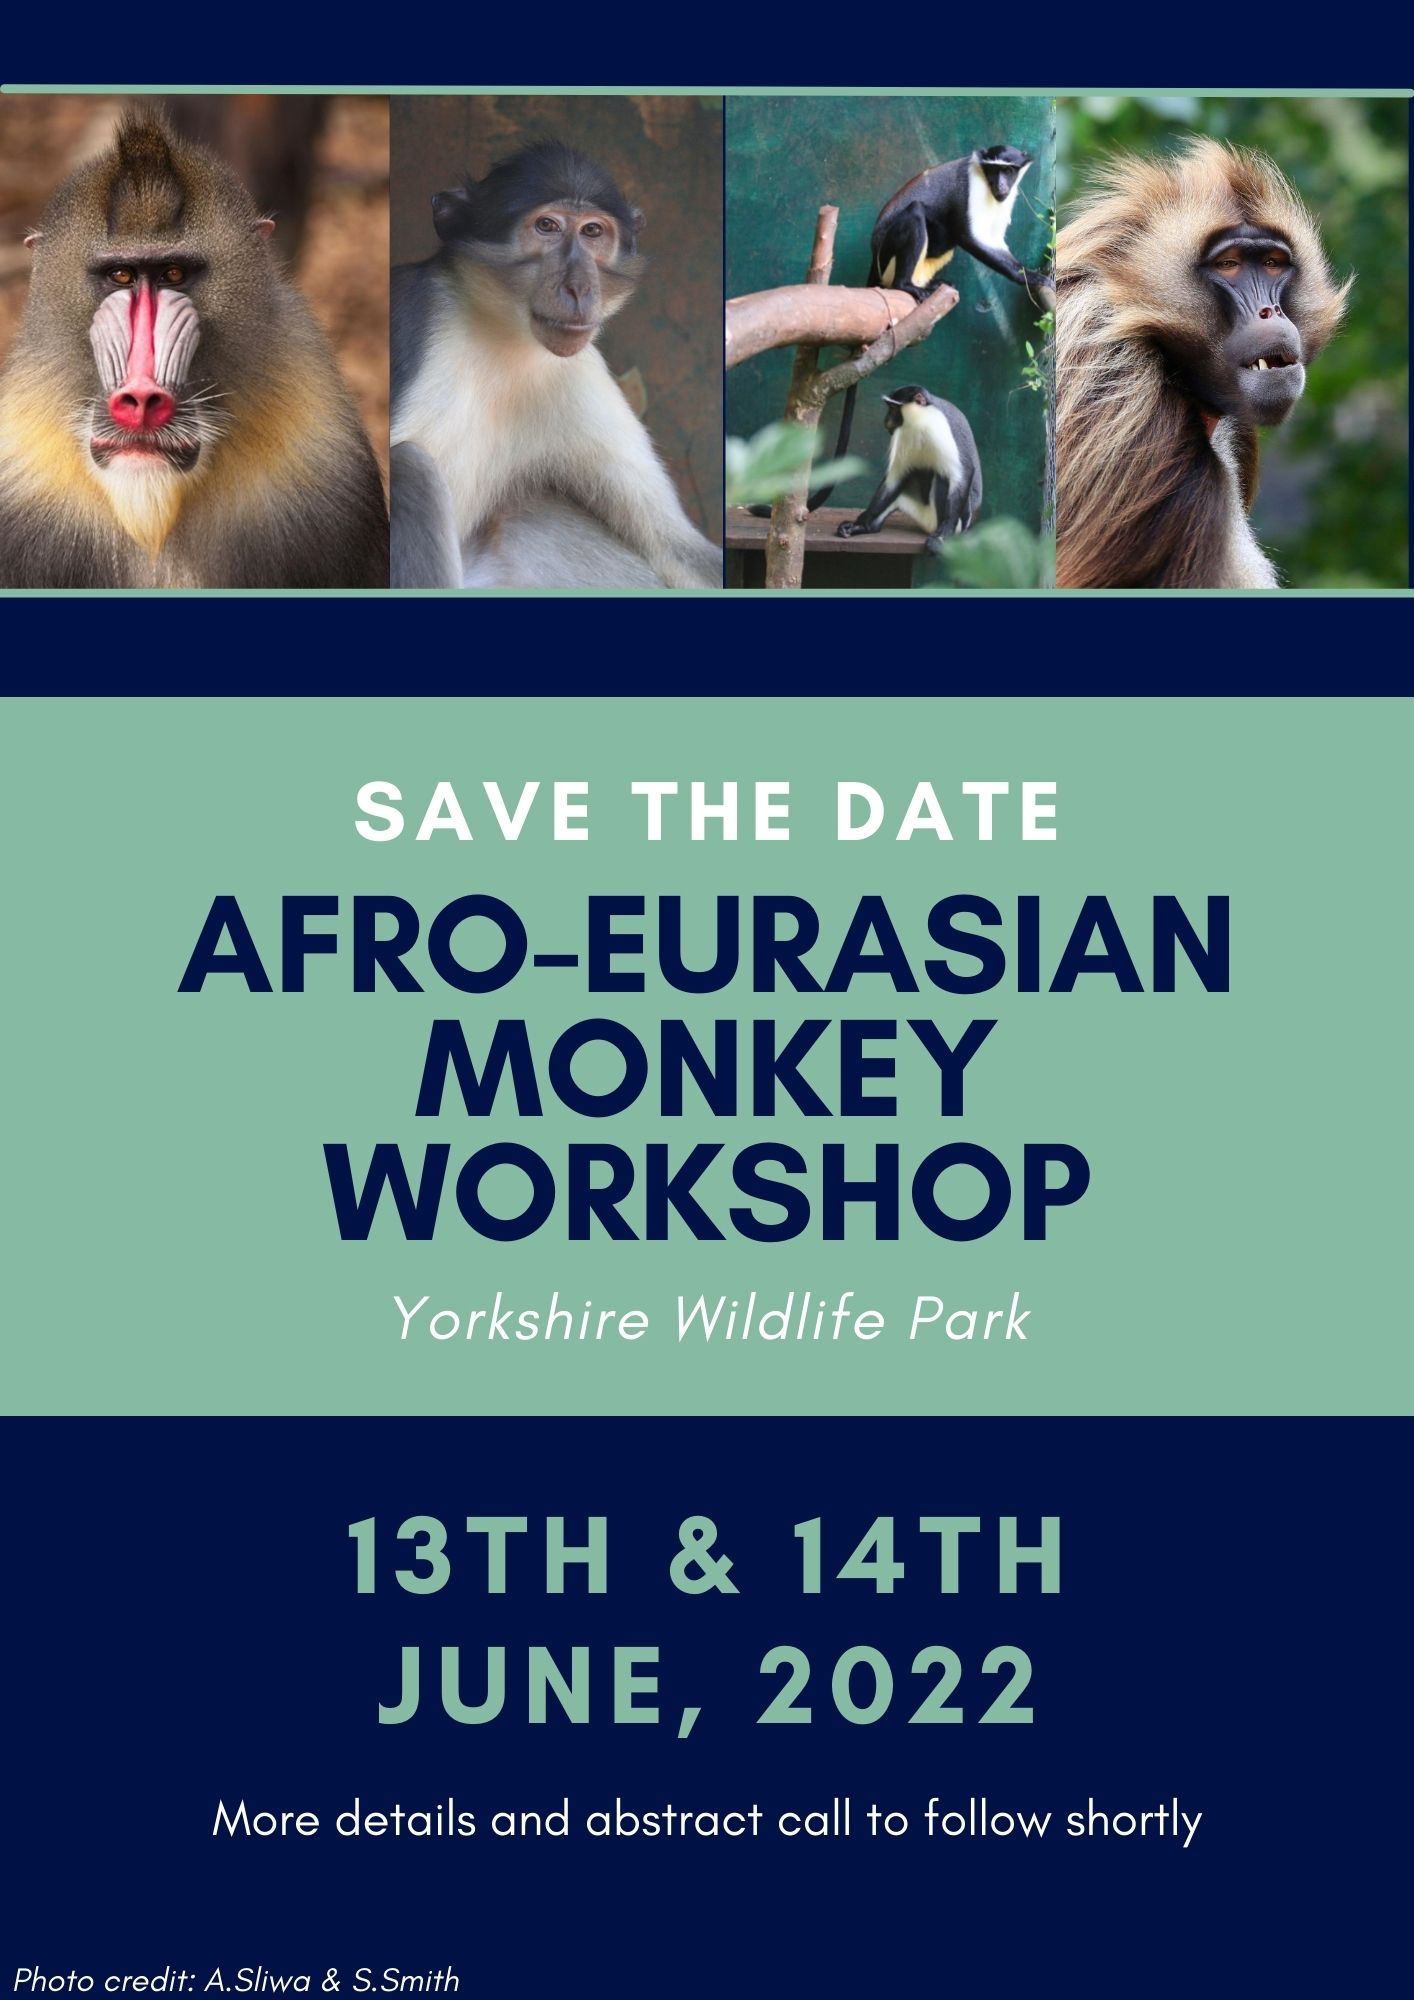 SAVE THE DATE
AFRO-EURASIAN
MONKEY
WORKSHOP
Yorkshire Wildlife Park
13TH & 14TH
JUNE, 2022
More details and abstract call to follow shortly
Photo credit: A.Sliwa & S.Smith